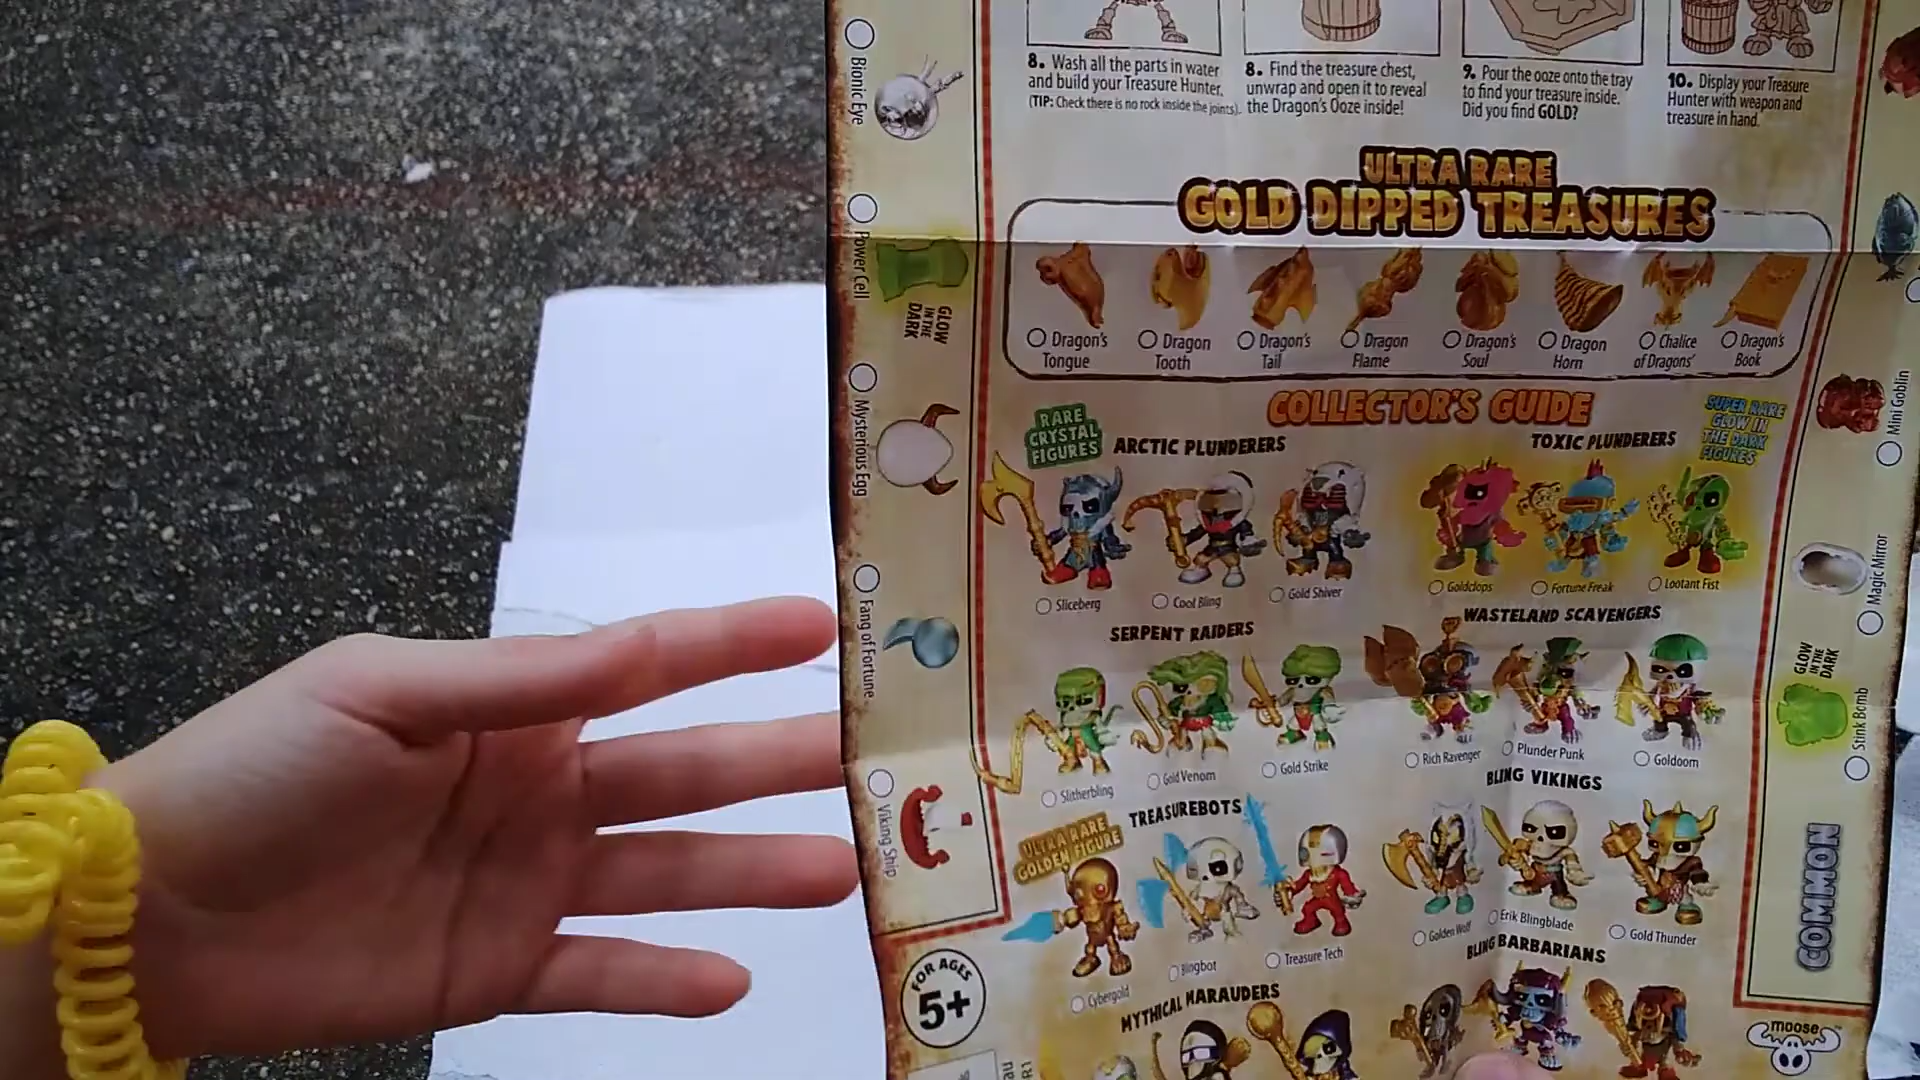 8. Wash all the parts in water
and build your Treasure Hunter.
(TIP: Check there is no rock inside the joints).
8. Find the treasure chest,
unwrap and open it to reveal
the Dragon's Ooze inside!
9. Pour the ooze onto the tray
to find your treasure inside.
Did you find GOLD?
10. Display your Treasure
Hunter with weapon and
treasure in hand.
ULTRA RARE
GOLD DIPPED TREASURES
Dragon's
Tongue
Dragon
Tooth
Dragon's
Tail
Dragon
Flame
Dragon's
Soul
Dragon
Horn
Chalice
of Dragons'
Dragon's
Book
COLLECTOR'S GUIDE
RARE
CRYSTAL
FIGURES
ARCTIC PLUNDERERS
Sliceberg
Cool Bling
Gold Shiver
TOXIC PLUNDERERS
SUPER RARE
GLOW IN
THE DARK
FIGURES
Goldclops
Fortune Freak
Lootant Fist
SERPENT RAIDERS
Slitherbling
Gold Venom
Gold Strike
WASTELAND SCAVENGERS
Rich Ravenger
Plunder Punk
Goldoom
TREASUREBOTS
ULTRA RARE
GOLDEN FIGURE
Cybergold
Bingbot
Treasure Tech
BLING VIKINGS
Golden Wolf
Erik Blingblade
Gold Thunder
MYTHICAL MARAUDERS
BLING BARBARIANS
Bionic Eye
Power Cell
GLOW
IN THE
DARK
Mysterious Egg
Fang of Fortune
Viking Ship
FOR AGES
5+
Mini Goblin
Magic Mirror
GLOW
IN THE
DARK
Stink Bomb
COMMON
moose